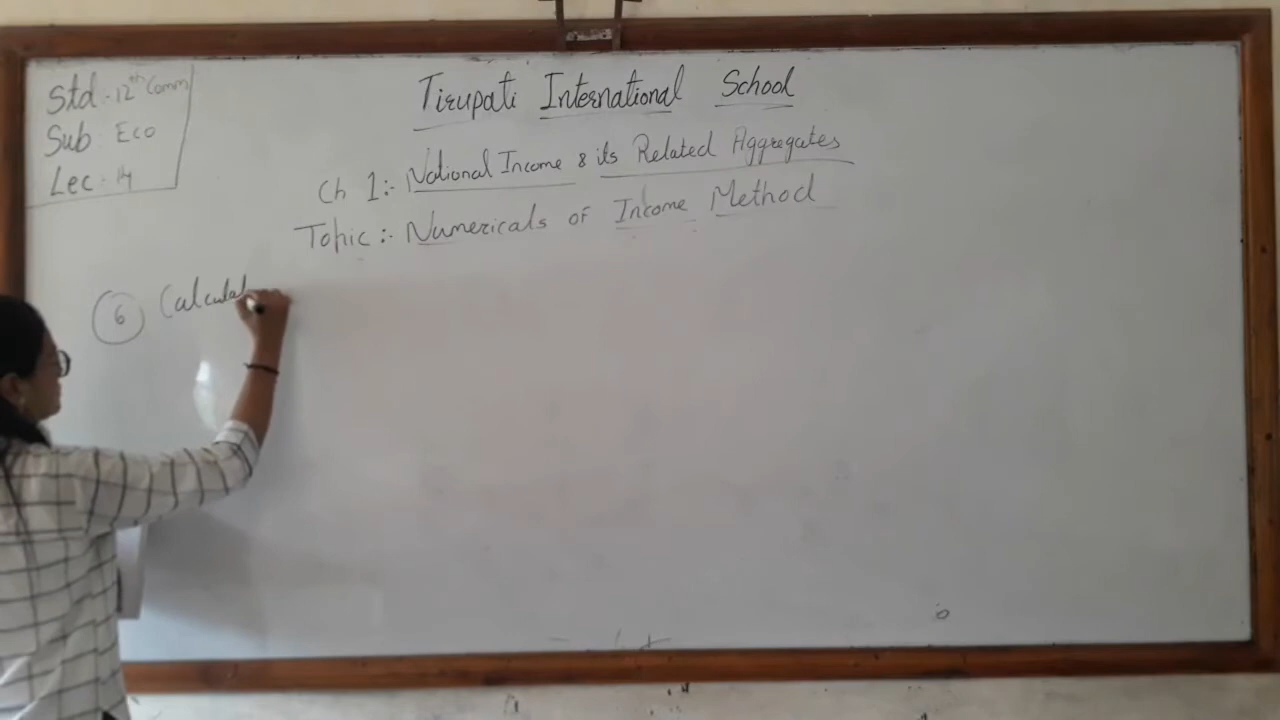 Std :- 12th Comm
Sub : Eco
Lec - 14
Tirupati International School
Ch 1:- National Income & its Related Aggregates
Topic :- Numericals of Income Method
6 Calculat